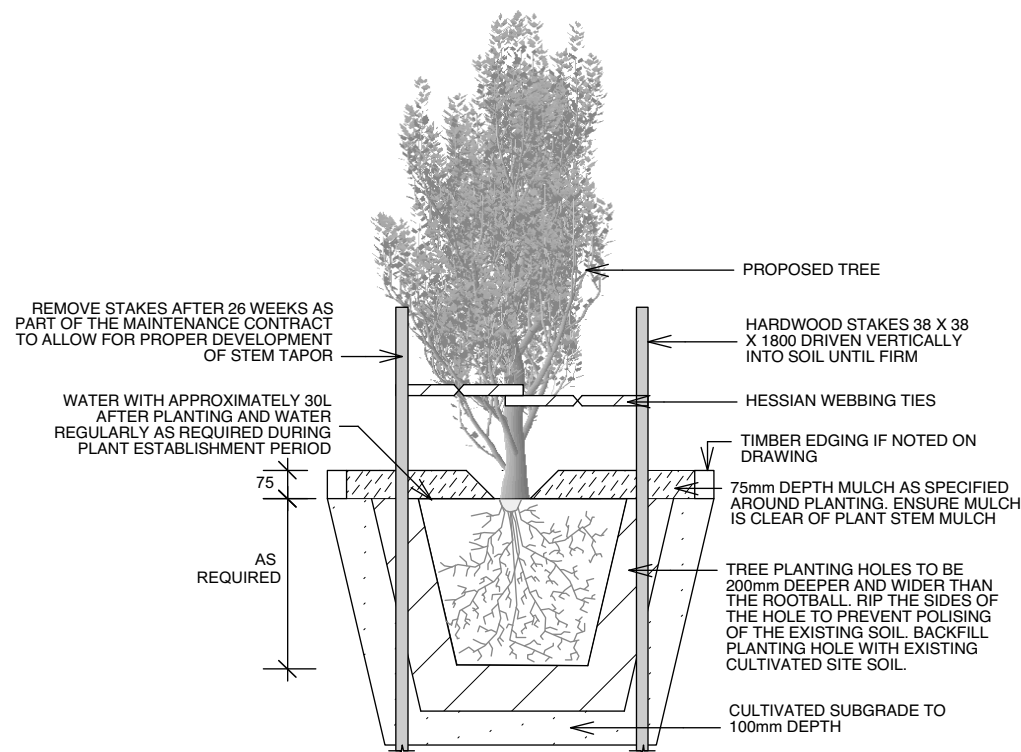 PROPOSED TREE
REMOVE STAKES AFTER 26 WEEKS AS
PART OF THE MAINTENANCE CONTRACT
TO ALLOW FOR PROPER DEVELOPMENT
OF STEM TAPOR
HARDWOOD STAKES 38 X 38
X 1800 DRIVEN VERTICALLY
INTO SOIL UNTIL FIRM
WATER WITH APPROXIMATELY 30L
AFTER PLANTING AND WATER
REGULARLY AS REQUIRED DURING
PLANT ESTABLISHMENT PERIOD
HESSIAN WEBBING TIES
TIMBER EDGING IF NOTED ON
DRAWING
75
75mm DEPTH MULCH AS SPECIFIED
AROUND PLANTING. ENSURE MULCH
IS CLEAR OF PLANT STEM MULCH
AS
REQUIRED
TREE PLANTING HOLES TO BE
200mm DEEPER AND WIDER THAN
THE ROOTBALL. RIP THE SIDES OF
THE HOLE TO PREVENT POLISING
OF THE EXISTING SOIL. BACKFILL
PLANTING HOLE WITH EXISTING
CULTIVATED SITE SOIL.
CULTIVATED SUBGRADE TO
100mm DEPTH